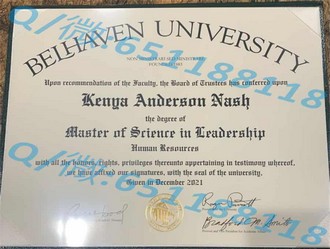 BELHAVEN UNIVERSITY
Upon recommendation of the Faculty, the Board of Trustees has conferred upon
Kenya Anderson Nash
the degree of
Master of Science in Leadership
Human Resources
with all the honors, rights, privileges thereunto appertaining in testimony whereof,
we have affixed our signatures, with the seal of the university.
Given in December 2021
Q/微:651188118
Q/微:651188118
Q/微:651188118